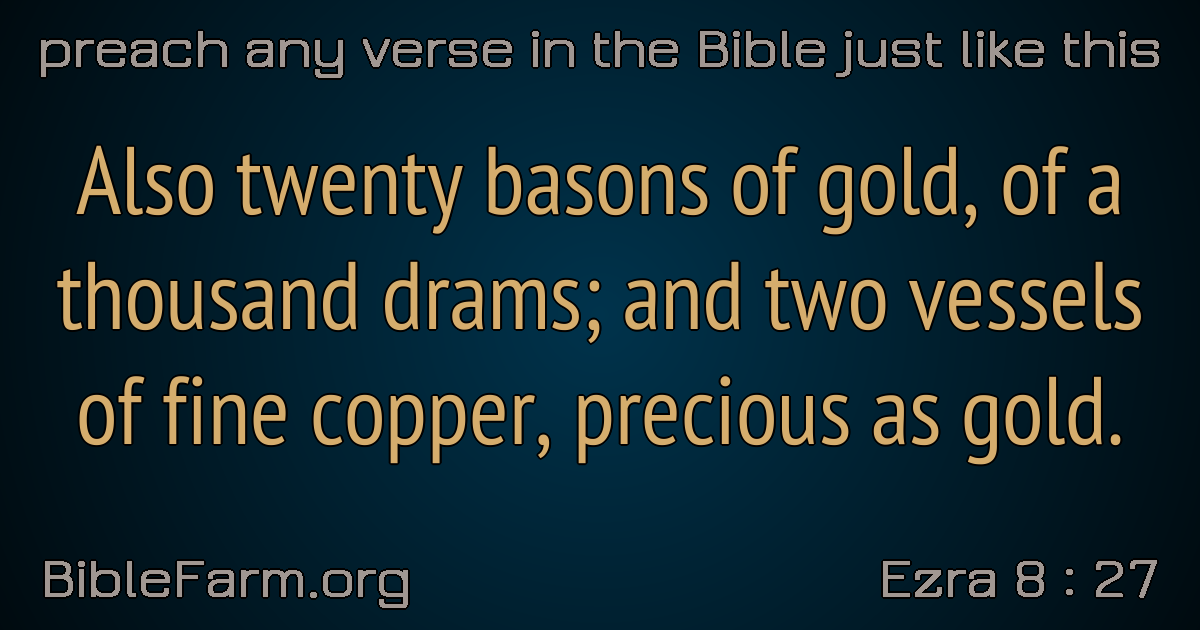 preach any verse in the Bible just like this
Also twenty basons of gold, of a
thousand drams; and two vessels
of fine copper, precious as gold.
BibleFarm.org
Ezra 8 : 27